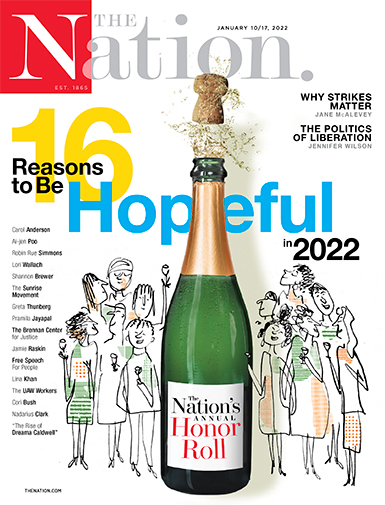 THE
Nation.
EST. 1865
JANUARY 10/17, 2022
WHY STRIKES
MATTER
JANE McALEVEY
THE POLITICS
OF LIBERATION
JENNIFER WILSON
16
Reasons
to Be
Hopeful
in 2022
Carol Anderson
Ai-jen Poo
Robin Rue Simmons
Lori Wallach
Shannon Brewer
The Sunrise
Movement
Greta Thunberg
Pramila Jayapal
The Brennan Center
for Justice
Jamie Raskin
Free Speech
For People
Lina Khan
The UAW Workers
Cori Bush
Nadarius Clark
“The Rise of
Dreama Caldwell”
The
Nation's
ANNUAL
Honor
Roll
THENATION.COM